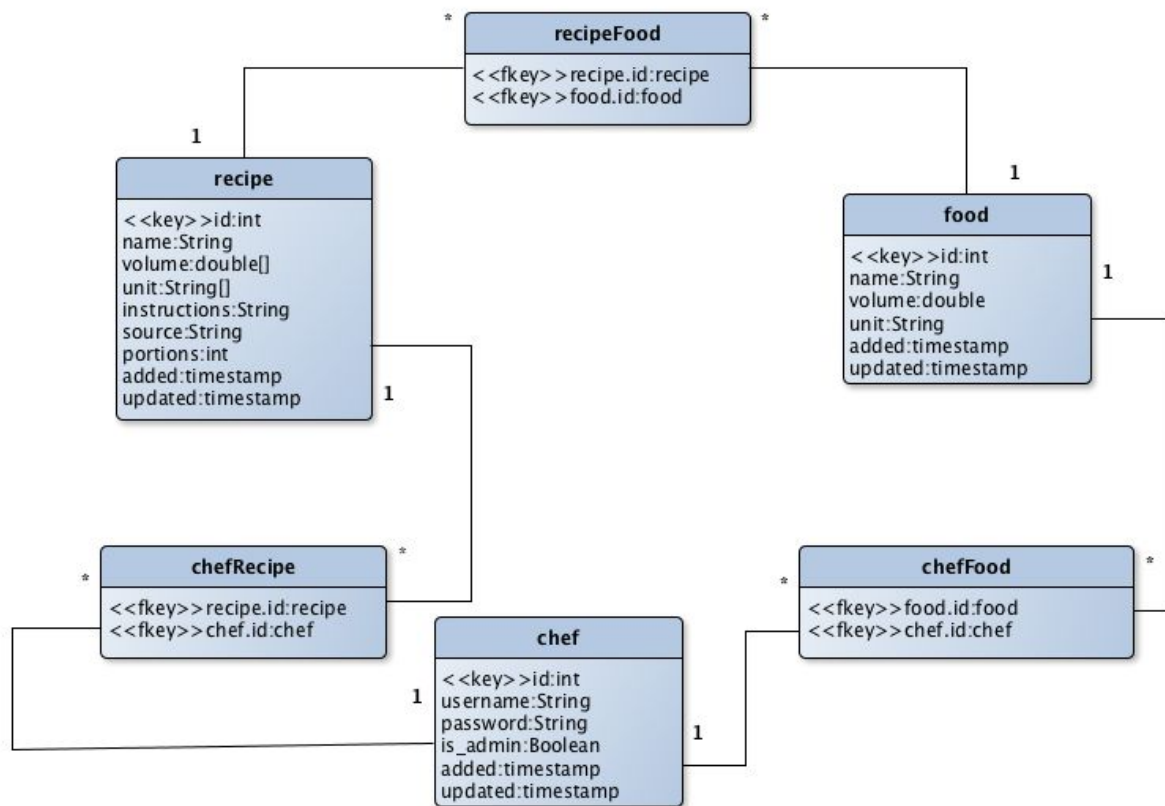 * *
recipeFood
<<fkey>>recipe.id:recipe
<<fkey>>food.id:food
1
1
recipe
<<key>>id:int
name:String
volume:double[]
unit:String[]
instructions:String
source:String
portions:int
added:timestamp
updated:timestamp
1
food
<<key>>id:int
name:String
volume:double
unit:String
added:timestamp
updated:timestamp
1
* *
chefRecipe
<<fkey>>recipe.id:recipe
<<fkey>>chef.id:chef
* *
chefFood
<<fkey>>food.id:food
<<fkey>>chef.id:chef
1
chef
<<key>>id:int
username:String
password:String
is_admin:Boolean
added:timestamp
updated:timestamp
1